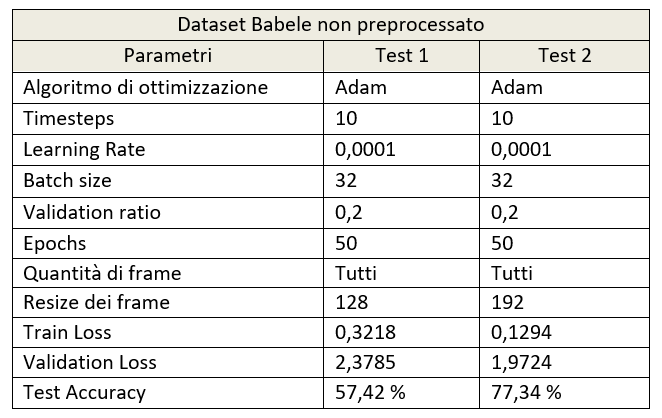 Dataset Babele non preprocessato
Parametri Test 1 Test 2
Algoritmo di ottimizzazione Adam Adam
Timesteps 10 10
Learning Rate 0,0001 0,0001
Batch size 32 32
Validation ratio 0,2 0,2
Epochs 50 50
Quantità di frame Tutti Tutti
Resize dei frame 128 192
Train Loss 0,3218 0,1294
Validation Loss 2,3785 1,9724
Test Accuracy 57,42 % 77,34 %